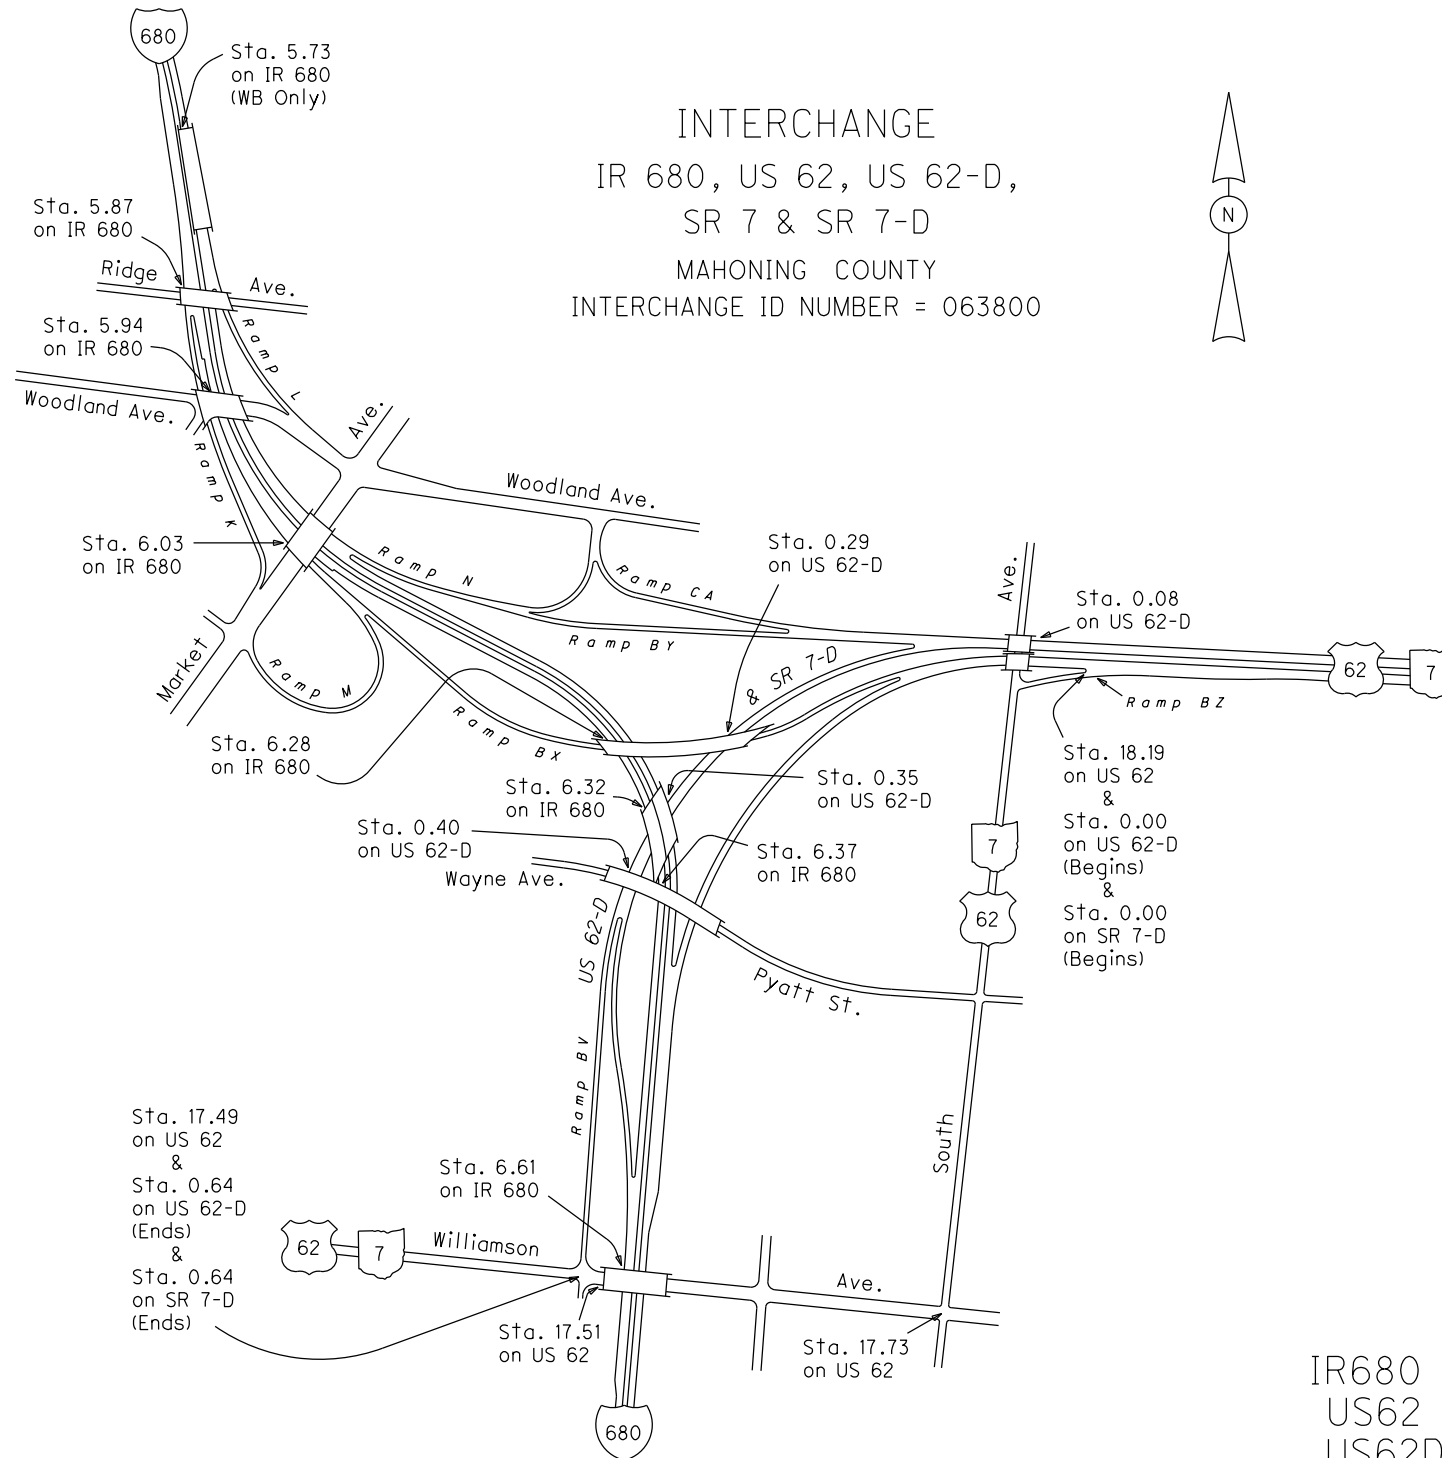 680
Sta. 5.73
on IR 680
(WB Only)
INTERCHANGE
IR 680, US 62, US 62-D,
SR 7 & SR 7-D
MAHONING COUNTY
INTERCHANGE ID NUMBER = 063800
N
Sta. 5.87
on IR 680
Ridge Ave.
Sta. 5.94
on IR 680
Ramp L
Woodland Ave.
Ave.
Ramp K
Woodland Ave.
Sta. 6.03
on IR 680
Ramp N
Ramp CA
Sta. 0.29
on US 62-D
Ave.
Sta. 0.08
on US 62-D
Ramp BY
Market
Ramp M
& SR 7-D
62
7
Ramp BZ
Ramp BX
Sta. 6.28
on IR 680
Sta. 6.32
on IR 680
Sta. 0.35
on US 62-D
Sta. 18.19
on US 62
&
Sta. 0.00
on US 62-D
(Begins)
&
Sta. 0.00
on SR 7-D
(Begins)
Sta. 0.40
on US 62-D
Sta. 6.37
on IR 680
7
Wayne Ave.
62
US 62-D
Pyatt St.
Ramp BV
South
Sta. 17.49
on US 62
&
Sta. 0.64
on US 62-D
(Ends)
&
Sta. 0.64
on SR 7-D
(Ends)
Sta. 6.61
on IR 680
62
7
Williamson
Ave.
Sta. 17.51
on US 62
Sta. 17.73
on US 62
680
IR680
US62
US62D